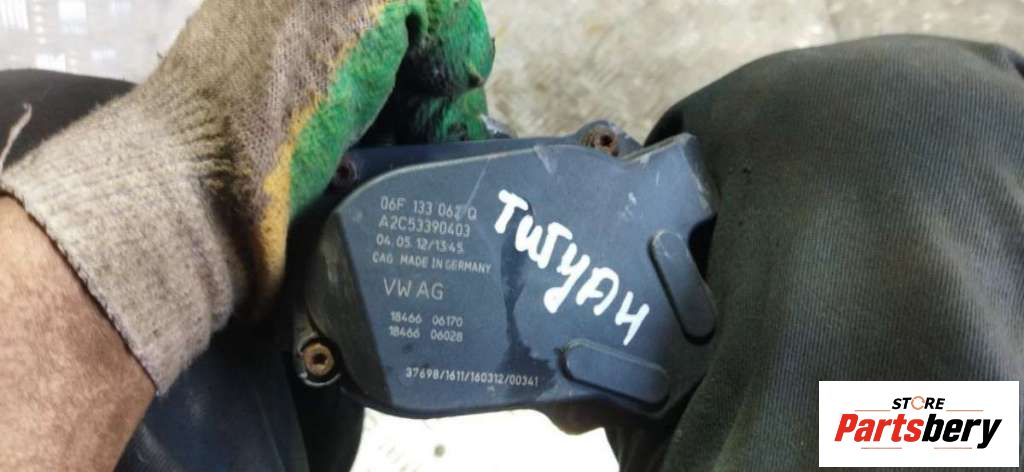 06F 133 062 Q
A2C53390403
04.05.12/1345
CAG MADE IN GERMANY
VW AG
18466 06170
18466 06028
37698/1611/160312/00341
Тигуан
STORE
Partsbery